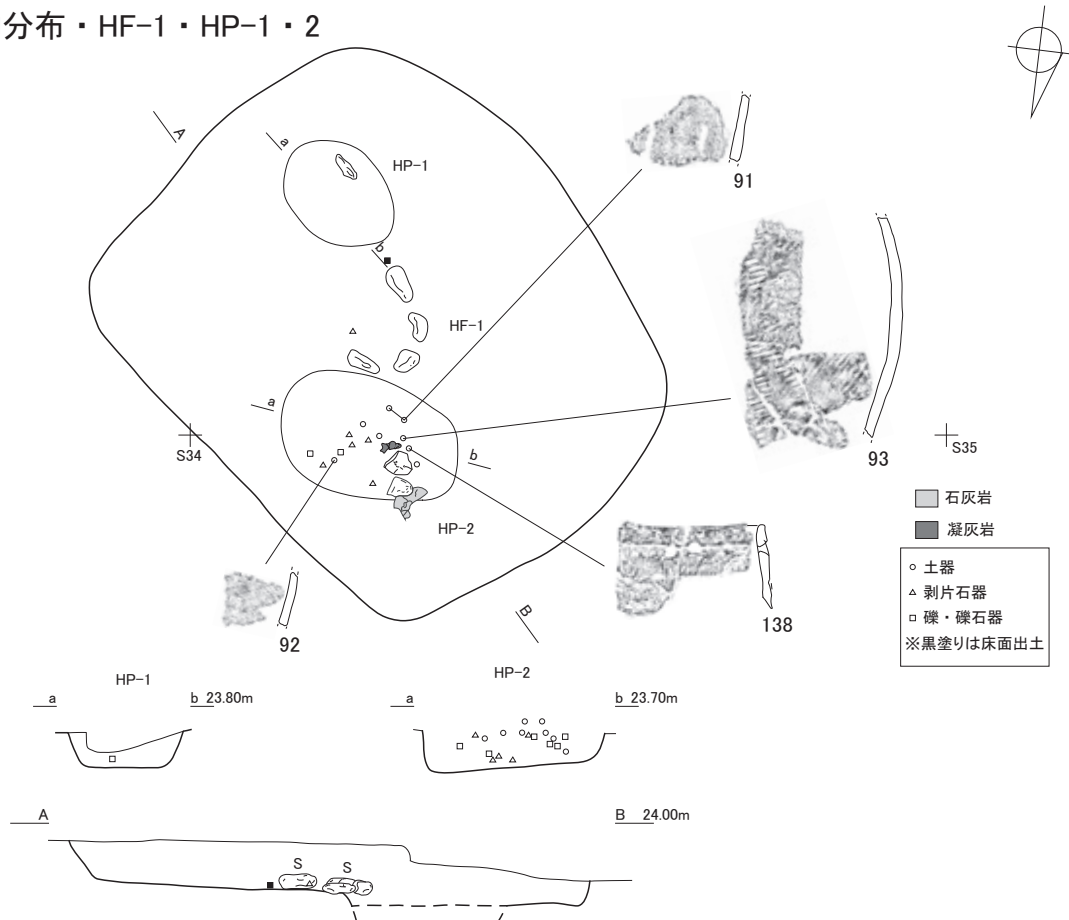 分布・HF-1・HP-1・2
A
a
HP-1
b
HF-1
a
b
HP-2
S34
S35
B
91
93
92
138
石灰岩
凝灰岩
○ 土器
△ 剥片石器
□ 礫・礫石器
※黒塗りは床面出土
HP-1
a
b 23.80m
HP-2
a
b 23.70m
A
B 24.00m
S
S